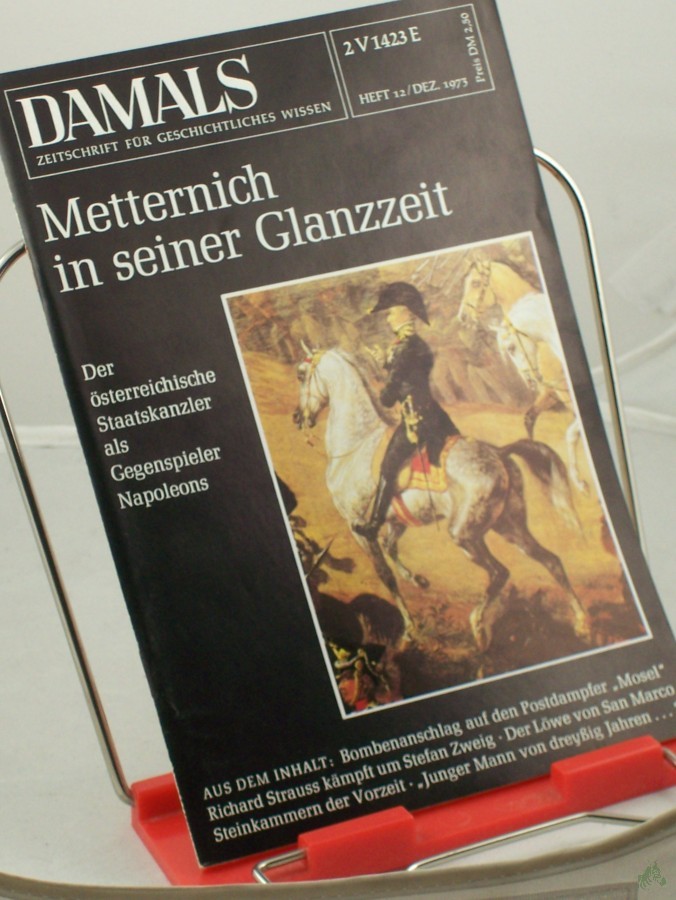 DAMALS
ZEITSCHRIFT FÜR GESCHICHTLICHES WISSEN
2 V 1423 E
HEFT 12/DEZ. 1973
Preis DM 2,50
Metternich
in seiner Glanzzeit
Der
österreichische
Staatskanzler
als
Gegenspieler
Napoleons
AUS DEM INHALT: Bombenanschlag auf den Postdampfer „Mosel“
Richard Strauss kämpft um Stefan Zweig · Der Löwe von San Marco
Steinkammern der Vorzeit · „Junger Mann von dreyßig Jahren . . .“